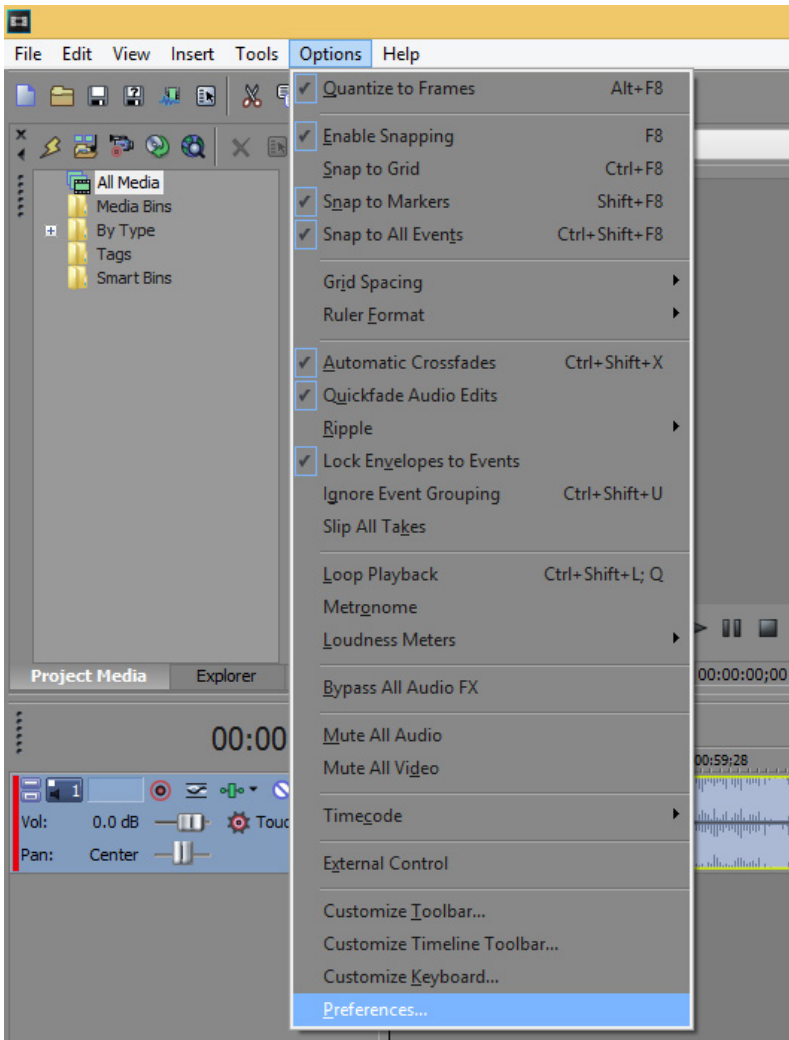 File Edit View Insert Tools Options Help
Quantize to Frames Alt+F8
Enable Snapping F8
Snap to Grid Ctrl+F8
Snap to Markers Shift+F8
Snap to All Events Ctrl+Shift+F8
Grid Spacing
Ruler Format
Automatic Crossfades Ctrl+Shift+X
Quickfade Audio Edits
Ripple
Lock Envelopes to Events
Ignore Event Grouping Ctrl+Shift+U
Slip All Takes
Loop Playback Ctrl+Shift+L; Q
Metronome
Loudness Meters
Bypass All Audio FX
Mute All Audio
Mute All Video
Timecode
External Control
Customize Toolbar...
Customize Timeline Toolbar...
Customize Keyboard...
Preferences...
All Media
Media Bins
By Type
Tags
Smart Bins
Project Media Explorer
00:00:00;00
00:00
00:59;28
1
Vol: 0.0 dB Touc
Pan: Center